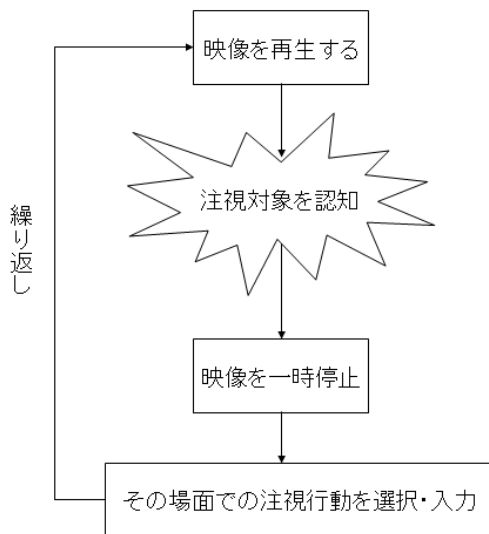 映像を再生する
注視対象を認知
繰り返し
映像を一時停止
その場面での注視行動を選択・入力